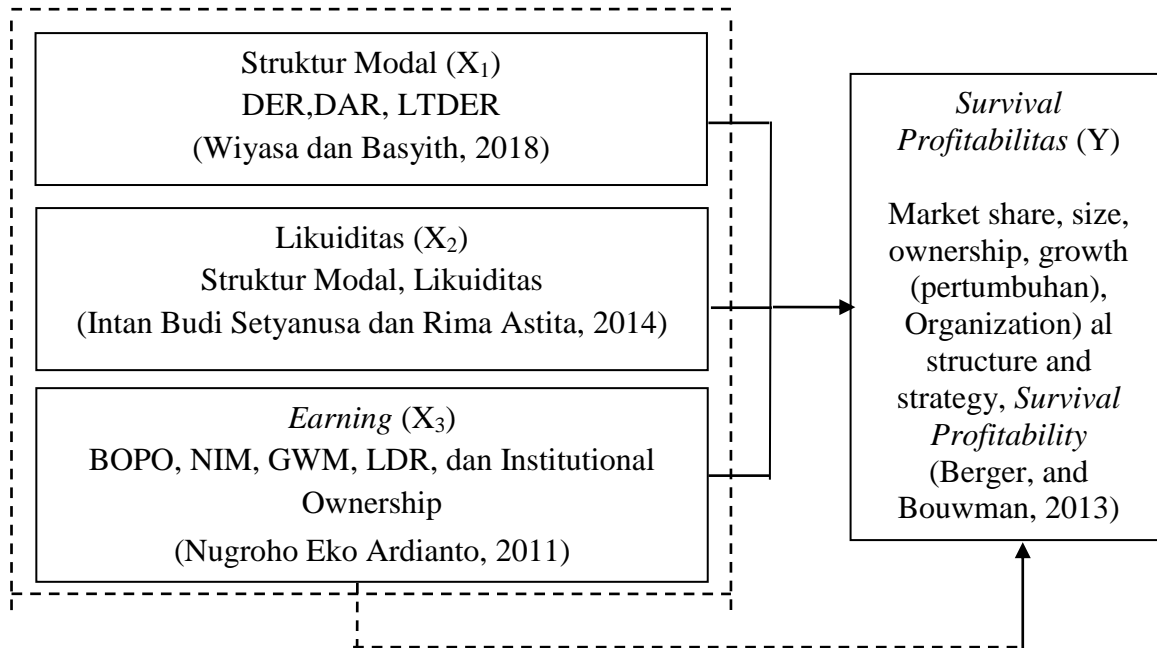 Struktur Modal (X₁)
DER,DAR, LTDER
(Wiyasa dan Basyith, 2018)
Likuiditas (X₂)
Struktur Modal, Likuiditas
(Intan Budi Setyanusa dan Rima Astita, 2014)
Earning (X₃)
BOPO, NIM, GWM, LDR, dan Institutional
Ownership
(Nugroho Eko Ardianto, 2011)
Survival
Profitabilitas (Y)
Market share, size,
ownership, growth
(pertumbuhan),
Organization) al
structure and
strategy, Survival
Profitability
(Berger, and
Bouwman, 2013)